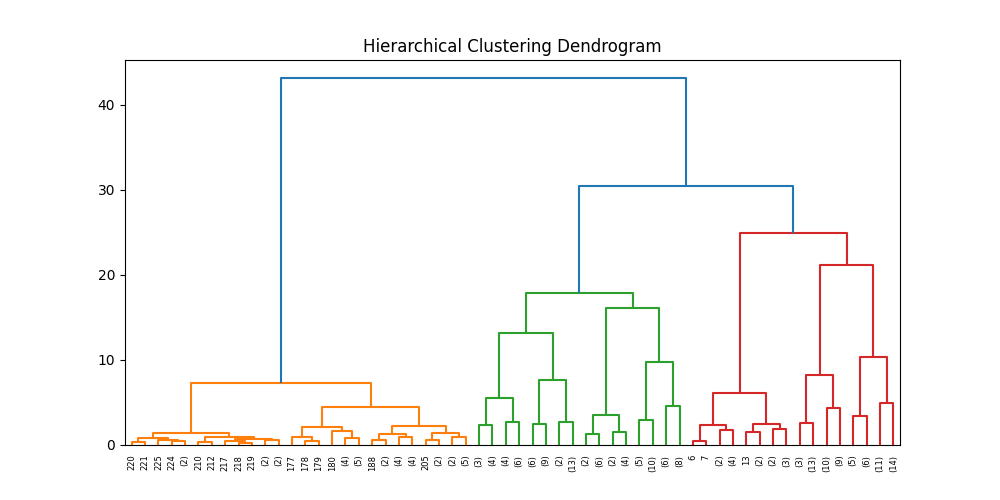 Hierarchical Clustering Dendrogram
40
30
20
10
0
220 221 225 224 (2) 210 212 217 218 219 (2) (2) 177 178 179 180 (4) (5) 188 (2) (4) (4) 205 (2) (2) (5) (3) (4) (4) (6) (6) (9) (2) (13) (2) (6) (2) (4) (5) (10) (6) (8) 6 7 (2) (4) 13 (2) (2) (3) (3) (13) (10) (9) (5) (6) (11) (14)